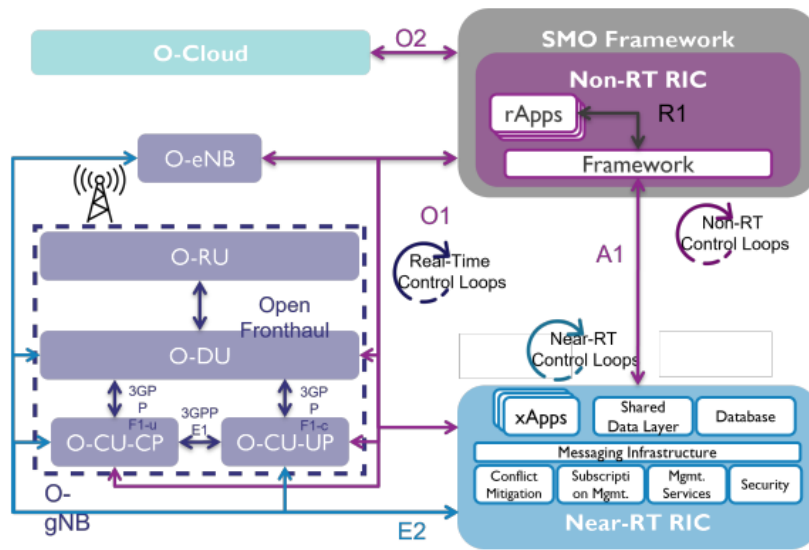 O-Cloud
O2
SMO Framework
Non-RT RIC
rApps
R1
Framework
O-eNB
O1
Non-RT
Control Loops
A1
Real-Time
Control Loops
O-RU
Open
Fronthaul
O-DU
Near-RT
Control Loops
3GP
P
F1-u
3GPP
E1
3GP
P
F1-c
O-CU-CP
O-CU-UP
O-
gNB
E2
xApps
Shared
Data Layer
Database
Messaging Infrastructure
Conflict
Mitigation
Subscripti
on Mgmt.
Mgmt.
Services
Security
Near-RT RIC